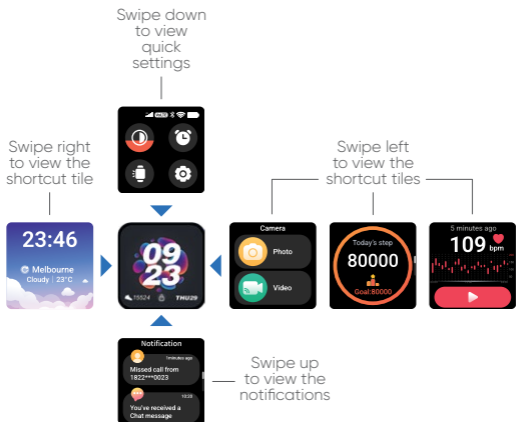 Swipe down
to view
quick
settings
Swipe right
to view the
shortcut tile
Swipe left
to view the
shortcut tiles
23:46
Melbourne
Cloudy 23°C
09
23
15524
THU29
Camera
Photo
Video
Today's step
80000
Goal:80000
5 minutes ago
109 bpm
Notification
1minutes ago
Missed call from
1822***0023
10:20
You've received a
Chat message
Swipe up
to view the
notifications